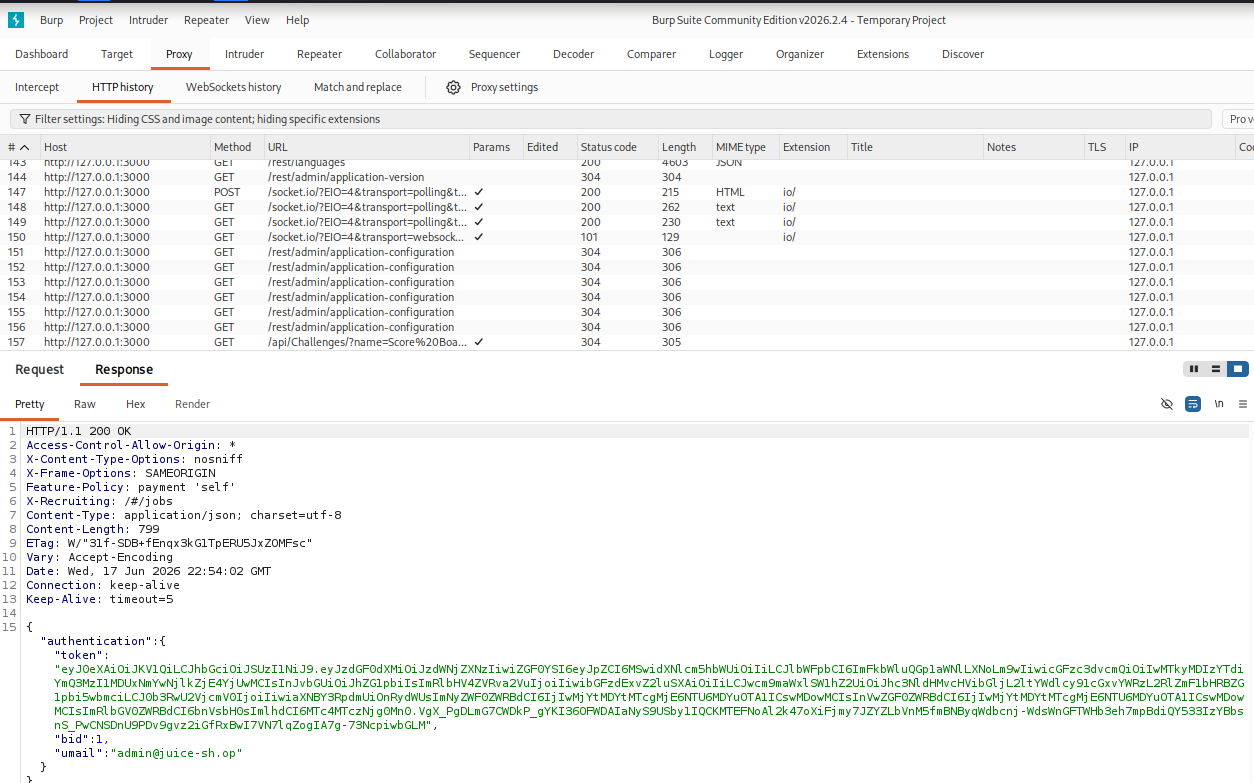 Burp Project Intruder Repeater View Help Burp Suite Community Edition v2026.2.4 - Temporary Project
Dashboard Target Proxy Intruder Repeater Collaborator Sequencer Decoder Comparer Logger Organizer Extensions Discover
Intercept HTTP history WebSockets history Match and replace Proxy settings
Filter settings: Hiding CSS and image content; hiding specific extensions Pro v
# Host Method URL Params Edited Status code Length MIME type Extension Title Notes TLS IP Coo
143 http://127.0.0.1:3000 GET /rest/languages 200 4603 JSON 127.0.0.1
144 http://127.0.0.1:3000 GET /rest/admin/application-version 304 304 127.0.0.1
147 http://127.0.0.1:3000 POST /socket.io/?EIO=4&transport=polling&t... ✓ 200 215 HTML io/ 127.0.0.1
148 http://127.0.0.1:3000 GET /socket.io/?EIO=4&transport=polling&t... ✓ 200 262 text io/ 127.0.0.1
149 http://127.0.0.1:3000 GET /socket.io/?EIO=4&transport=polling&t... ✓ 200 230 text io/ 127.0.0.1
150 http://127.0.0.1:3000 GET /socket.io/?EIO=4&transport=websock... ✓ 101 129 io/ 127.0.0.1
151 http://127.0.0.1:3000 GET /rest/admin/application-configuration 304 306 127.0.0.1
152 http://127.0.0.1:3000 GET /rest/admin/application-configuration 304 306 127.0.0.1
153 http://127.0.0.1:3000 GET /rest/admin/application-configuration 304 306 127.0.0.1
154 http://127.0.0.1:3000 GET /rest/admin/application-configuration 304 306 127.0.0.1
155 http://127.0.0.1:3000 GET /rest/admin/application-configuration 304 306 127.0.0.1
156 http://127.0.0.1:3000 GET /rest/admin/application-configuration 304 306 127.0.0.1
157 http://127.0.0.1:3000 GET /api/Challenges/?name=Score%20Boa... ✓ 304 305 127.0.0.1
Request Response
Pretty Raw Hex Render \n
1 HTTP/1.1 200 OK
2 Access-Control-Allow-Origin: *
3 X-Content-Type-Options: nosniff
4 X-Frame-Options: SAMEORIGIN
5 Feature-Policy: payment 'self'
6 X-Recruiting: /#/jobs
7 Content-Type: application/json; charset=utf-8
8 Content-Length: 799
9 ETag: W/"31f-SDB+fEnqx3kG1TpERU5JxZOMFsc"
10 Vary: Accept-Encoding
11 Date: Wed, 17 Jun 2026 22:54:02 GMT
12 Connection: keep-alive
13 Keep-Alive: timeout=5
14
15 {
"authentication":{
"token":
"bid":1,
"umail":"admin@juice-sh.op"
}
}